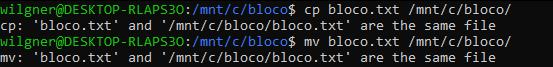 wilgner@DESKTOP-RLAPS3O:/mnt/c/bloco$ cp bloco.txt /mnt/c/bloco/
cp: 'bloco.txt' and '/mnt/c/bloco/bloco.txt' are the same file
wilgner@DESKTOP-RLAPS3O:/mnt/c/bloco$ mv bloco.txt /mnt/c/bloco/
mv: 'bloco.txt' and '/mnt/c/bloco/bloco.txt' are the same file